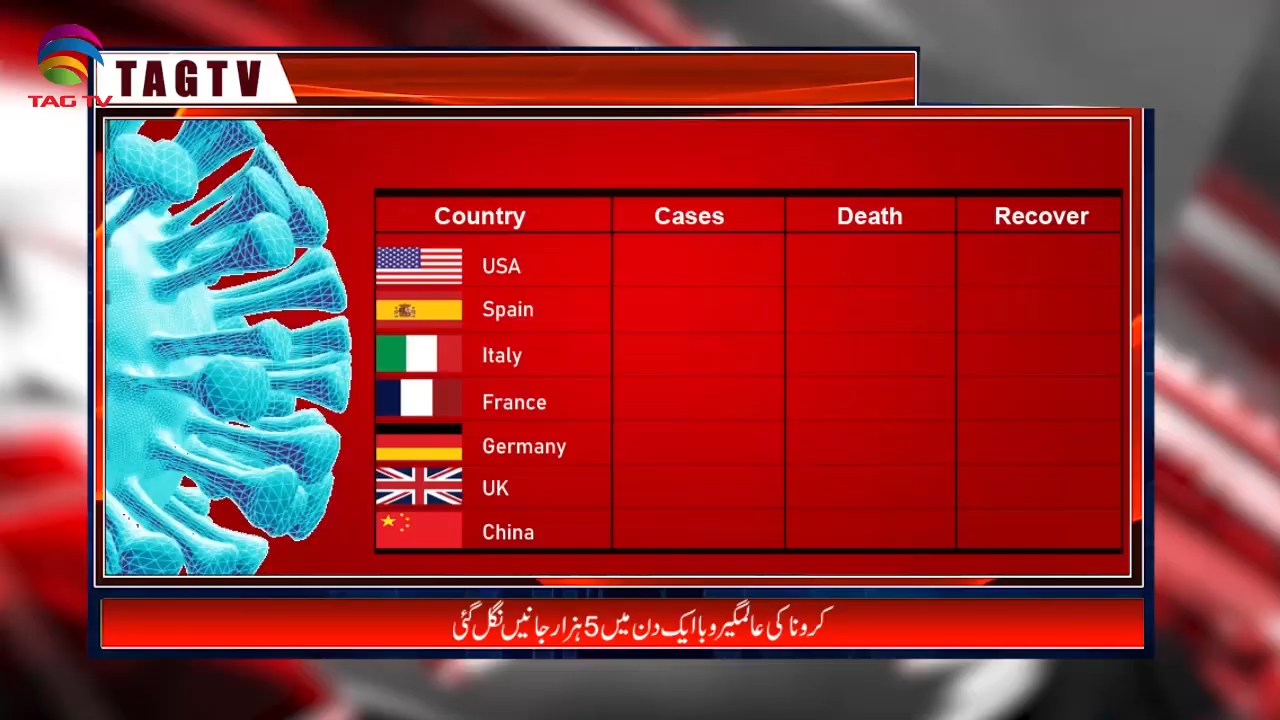 TAGTV
TAG TV
Country Cases Death Recover
USA
Spain
Italy
France
Germany
UK
China
کرونا کی عالمگیر وبا ایک دن میں 5 ہزار جانیں نگل گئی